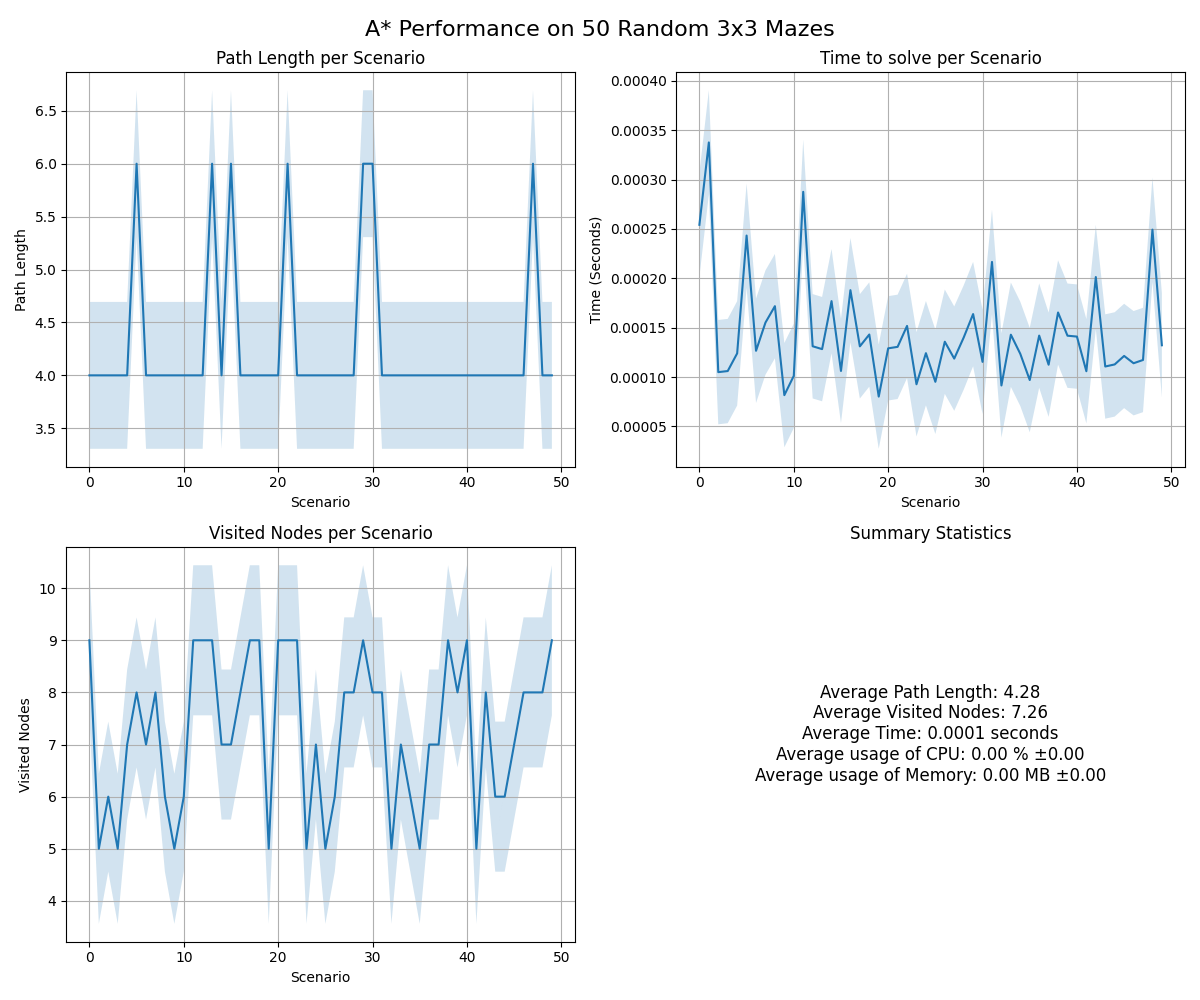 A* Performance on 50 Random 3x3 Mazes
Path Length per Scenario
Path Length
6.5
6.0
5.5
5.0
4.5
4.0
3.5
0 10 20 30 40 50
Scenario
Time to solve per Scenario
Time (Seconds)
0.00040
0.00035
0.00030
0.00025
0.00020
0.00015
0.00010
0.00005
0 10 20 30 40 50
Scenario
Visited Nodes per Scenario
Visited Nodes
10
9
8
7
6
5
4
0 10 20 30 40 50
Scenario
Summary Statistics
Average Path Length: 4.28
Average Visited Nodes: 7.26
Average Time: 0.0001 seconds
Average usage of CPU: 0.00 % ±0.00
Average usage of Memory: 0.00 MB ±0.00